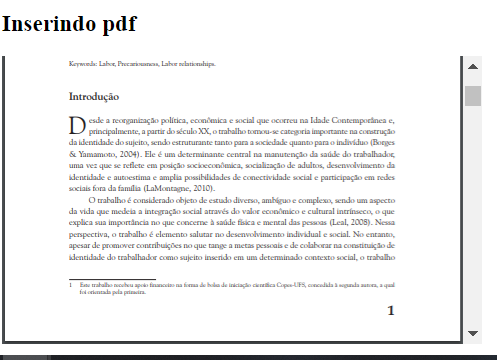 Inserindo pdf
Keywords: Labor, Precariousness, Labor relationships.
Introdução
Desde a reorganização política, econômica e social que ocorreu na Idade Contemporânea e,
principalmente, a partir do século XX, o trabalho tornou-se categoria importante na construção
da identidade do sujeito, sendo estruturante tanto para a sociedade quanto para o indivíduo (Borges
& Yamamoto, 2004). Ele é um determinante central na manutenção da saúde do trabalhador,
uma vez que se reflete em posição socioeconômica, socialização de adultos, desenvolvimento da
identidade e autoestima e amplia possibilidades de conectividade social e participação em redes
sociais fora da família (LaMontagne, 2010).
O trabalho é considerado objeto de estudo diverso, ambíguo e complexo, sendo um aspecto
da vida que medeia a integração social através do valor econômico e cultural intrínseco, o que
explica sua importância no que concerne à saúde física e mental das pessoas (Leal, 2008). Nessa
perspectiva, o trabalho é elemento salutar no desenvolvimento individual e social. No entanto,
apesar de promover contribuições no que tange a metas pessoais e de colaborar na constituição de
identidade do trabalhador como sujeito inserido em um determinado contexto social, o trabalho
1 Este trabalho recebeu apoio financeiro na forma de bolsa de iniciação científica Copes-UFS, concedida à segunda autora, a qual
foi orientada pela primeira.
1